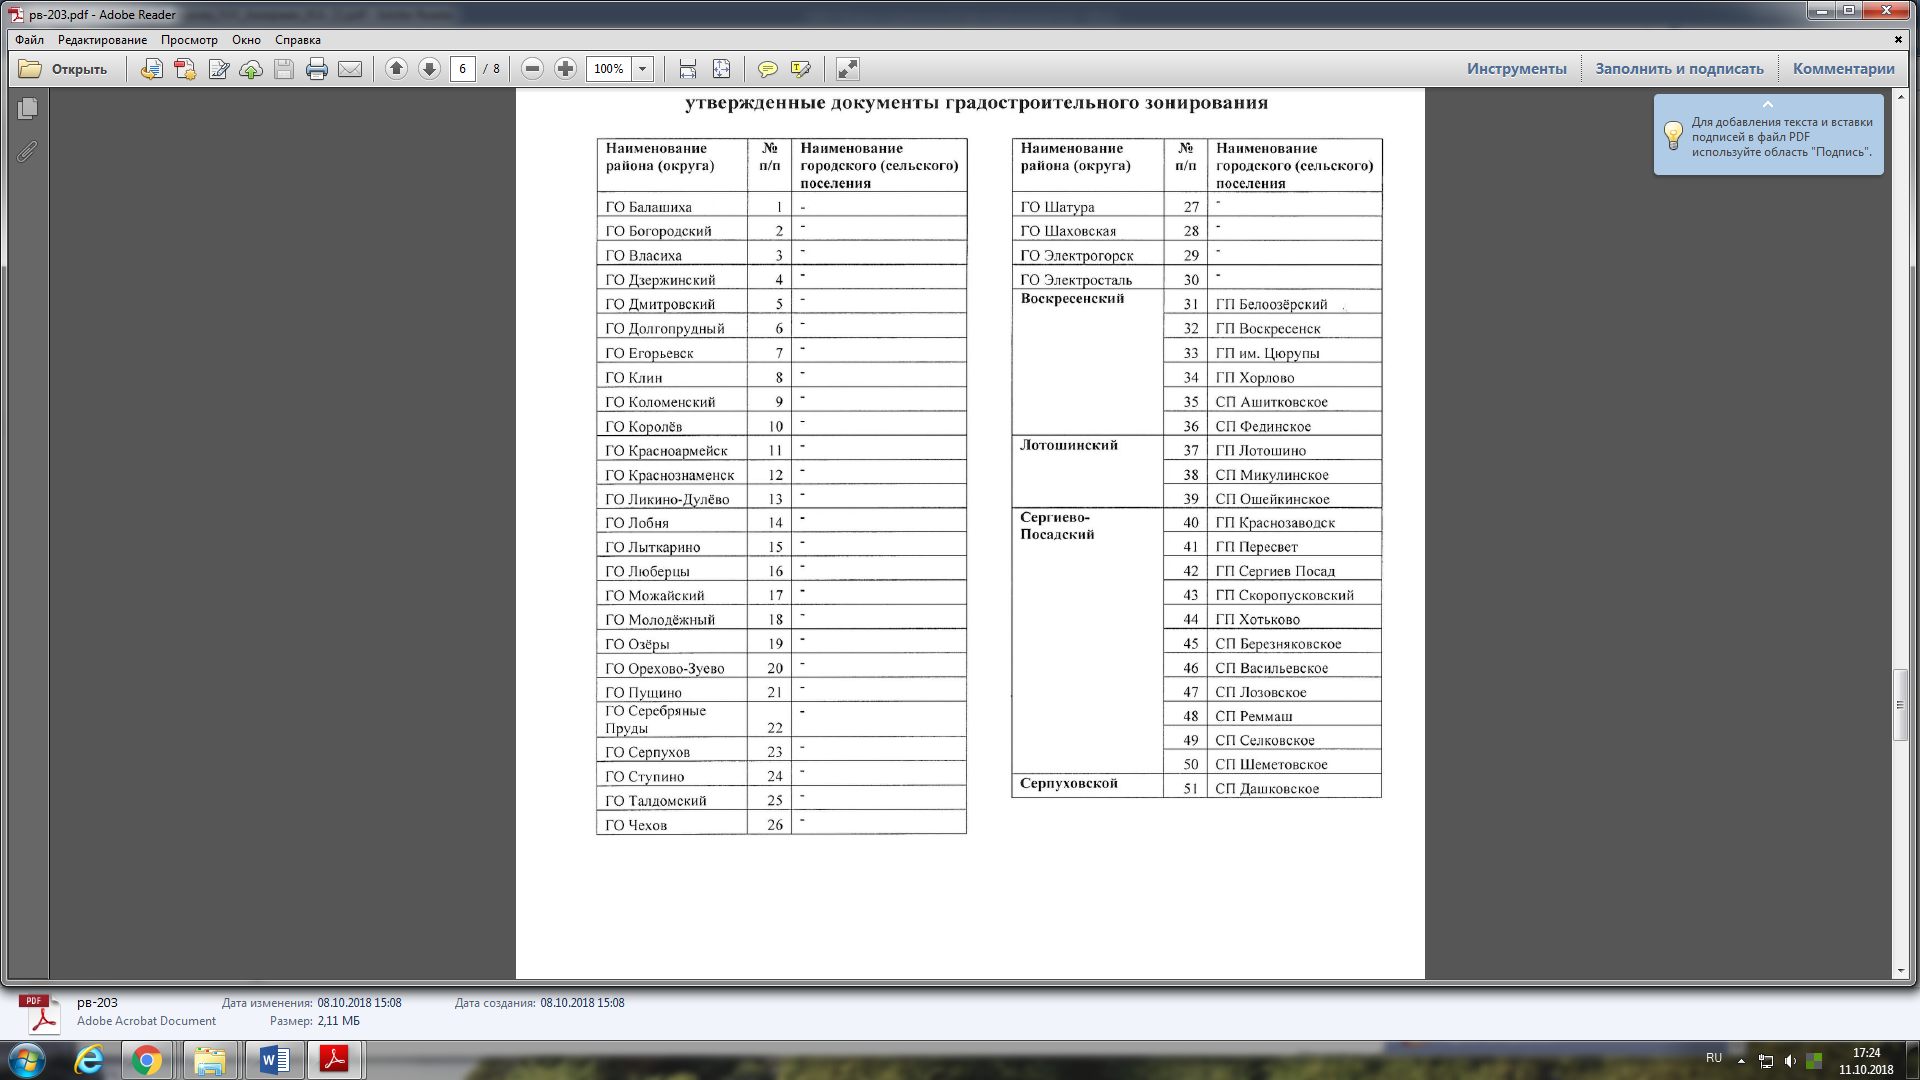 рв-203.pdf - Adobe Reader
Файл Редактирование Просмотр Окно Справка
Открыть 6 / 8 100% Инструменты Заполнить и подписать Комментарии
Для добавления текста и вставки
подписей в файл PDF
используйте область "Подпись".
утвержденные документы градостроительного зонирования
Наименование района (округа) № п/п Наименование городского (сельского) поселения
ГО Балашиха 1 -
ГО Богородский 2 -
ГО Власиха 3 -
ГО Дзержинский 4 -
ГО Дмитровский 5 -
ГО Долгопрудный 6 -
ГО Егорьевск 7 -
ГО Клин 8 -
ГО Коломенский 9 -
ГО Королёв 10 -
ГО Красноармейск 11 -
ГО Краснознаменск 12 -
ГО Ликино-Дулёво 13 -
ГО Лобня 14 -
ГО Лыткарино 15 -
ГО Люберцы 16 -
ГО Можайский 17 -
ГО Молодёжный 18 -
ГО Озёры 19 -
ГО Орехово-Зуево 20 -
ГО Пущино 21 -
ГО Серебряные
Пруды 22 -
ГО Серпухов 23 -
ГО Ступино 24 -
ГО Талдомский 25 -
ГО Чехов 26 -
Наименование района (округа) № п/п Наименование городского (сельского) поселения
ГО Шатура 27 -
ГО Шаховская 28 -
ГО Электрогорск 29 -
ГО Электросталь 30 -
Воскресенский 31 ГП Белоозёрский
32 ГП Воскресенск
33 ГП им. Цюрупы
34 ГП Хорлово
35 СП Ашитковское
36 СП Фединское
Лотошинский 37 ГП Лотошино
38 СП Микулинское
39 СП Ошейкинское
Сергиево-
Посадский 40 ГП Краснозаводск
41 ГП Пересвет
42 ГП Сергиев Посад
43 ГП Скоропусковский
44 ГП Хотьково
45 СП Березняковское
46 СП Васильевское
47 СП Лозовское
48 СП Реммаш
49 СП Селковское
50 СП Шеметовское
Серпуховской 51 СП Дашковское
PDF
рв-203 Дата изменения: 08.10.2018 15:08 Дата создания: 08.10.2018 15:08
Adobe Acrobat Document Размер: 2,11 МБ
RU 17:24
11.10.2018